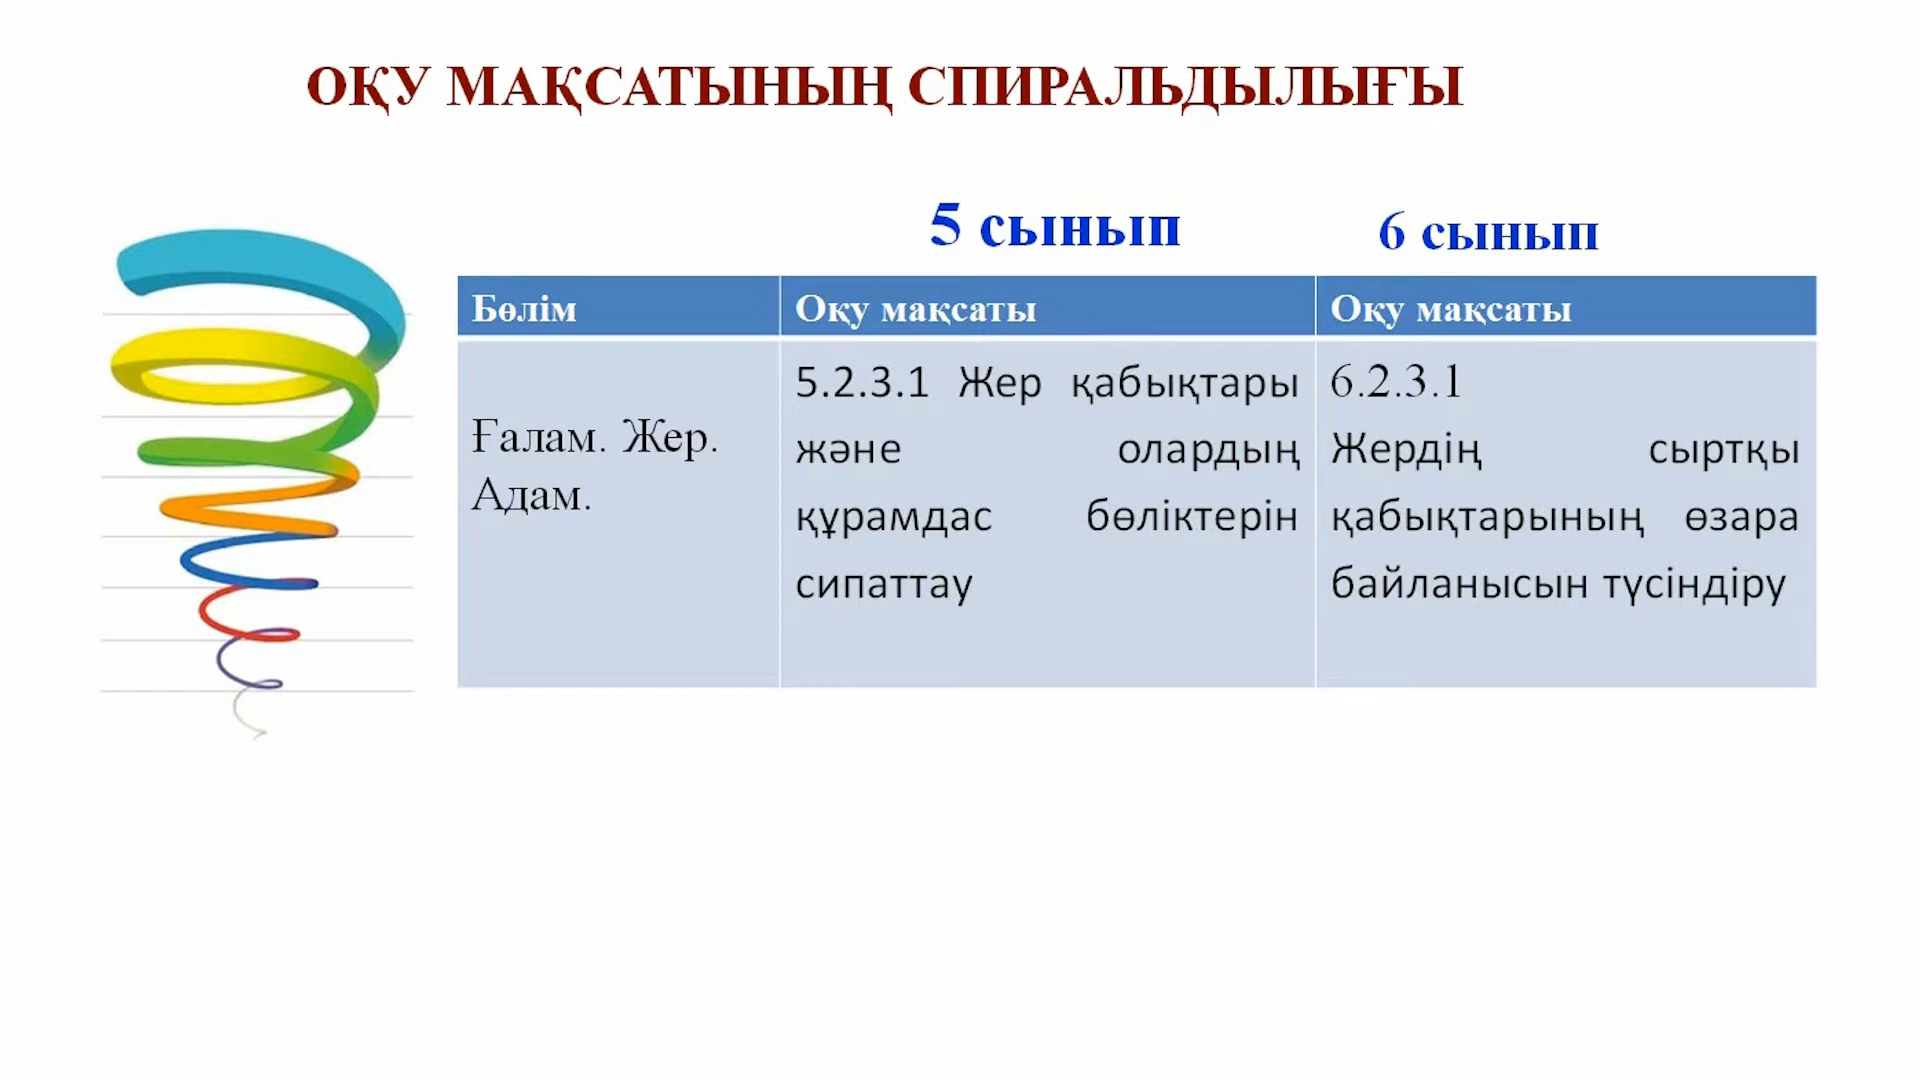 ОҚУ МАҚСАТЫНЫҢ СПИРАЛЬДЫЛЫҒЫ
5 сынып
6 сынып
Бөлім
Оқу мақсаты
Оқу мақсаты
Ғалам. Жер.
Адам.
5.2.3.1 Жер қабықтары
және олардың
құрамдас бөліктерін
сипаттау
6.2.3.1
Жердің сыртқы
қабықтарының өзара
байланысын түсіндіру